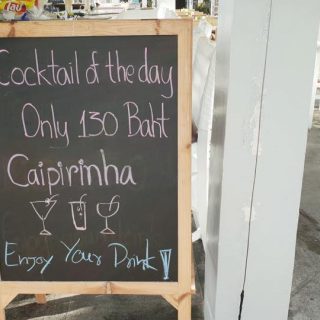 Cocktail of the day
Only 130 Baht
Caipirinha
Enjoy Your Drink!